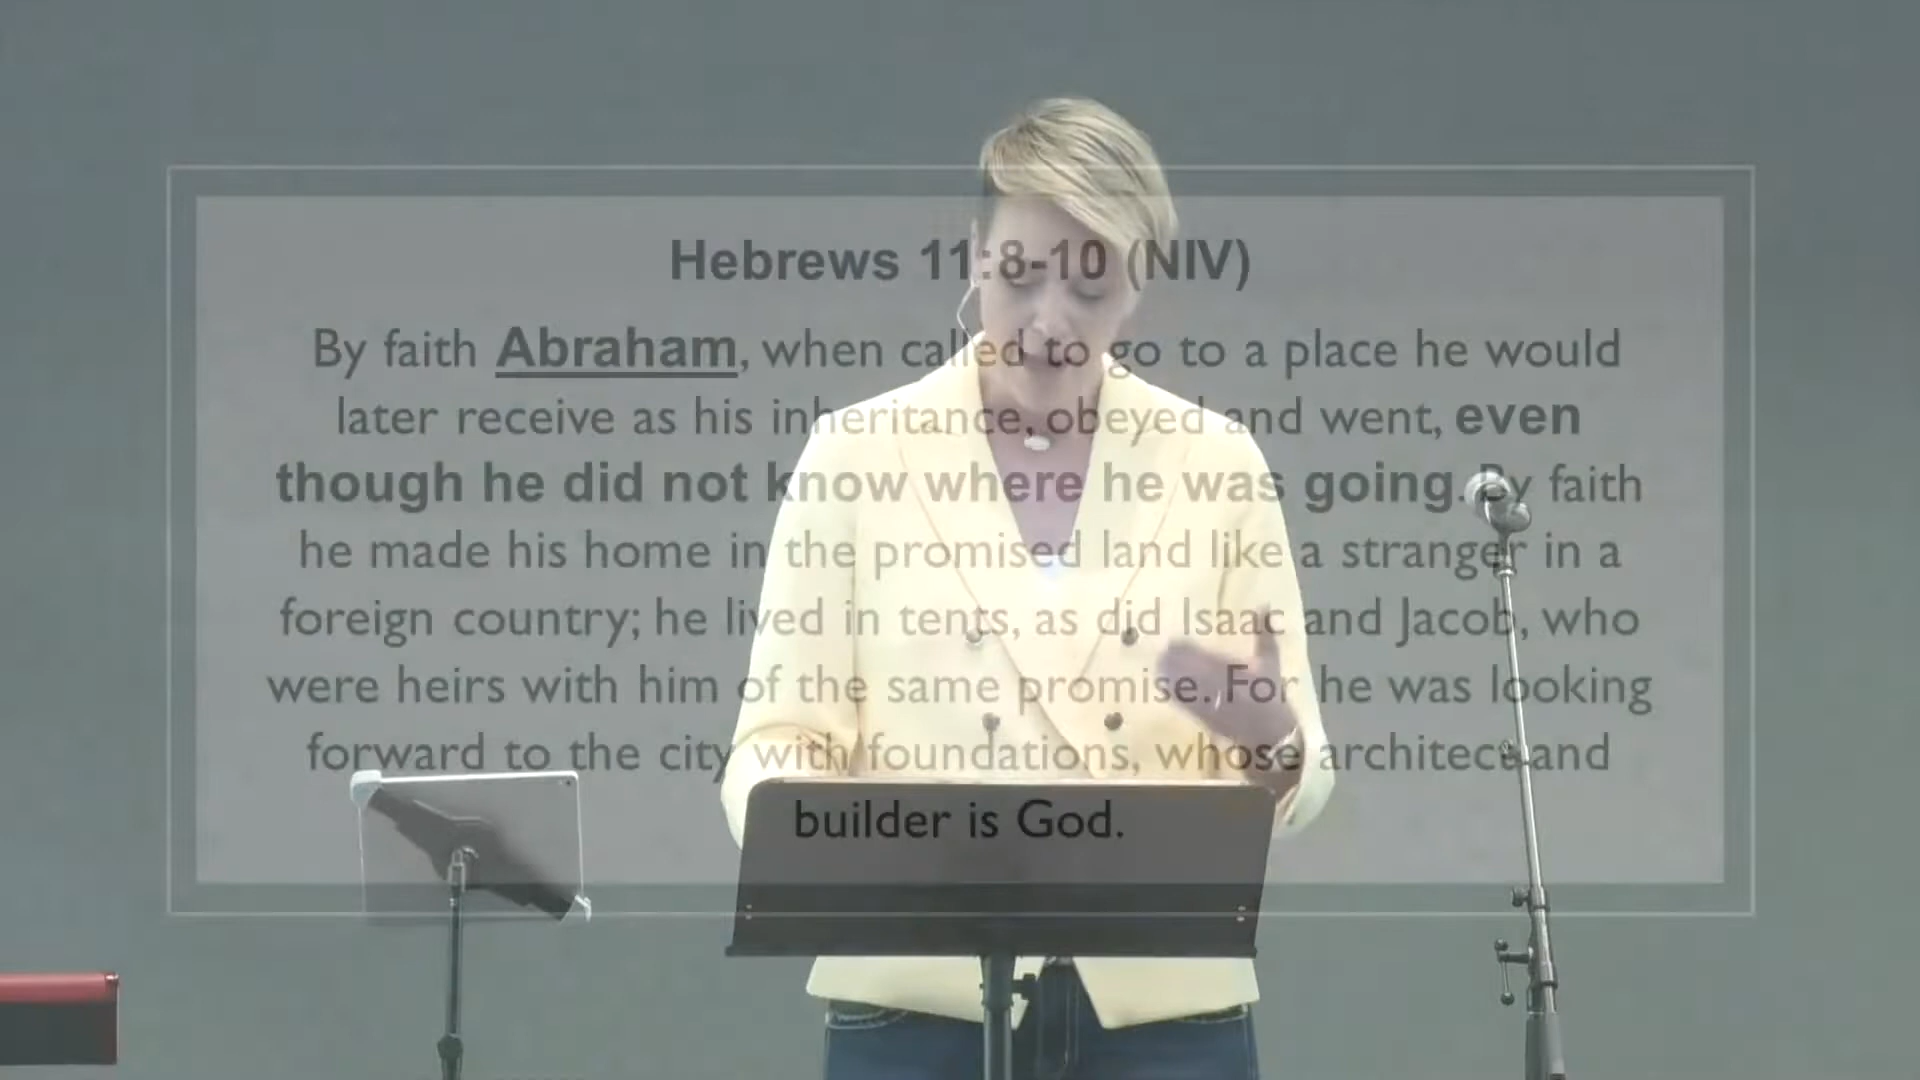 Hebrews 11:8-10 (NIV)
By faith Abraham, when called to go to a place he would
later receive as his inheritance, obeyed and went, even
though he did not know where he was going. By faith
he made his home in the promised land like a stranger in a
foreign country; he lived in tents, as did Isaac and Jacob, who
were heirs with him of the same promise. For he was looking
forward to the city with foundations, whose architect and
builder is God.